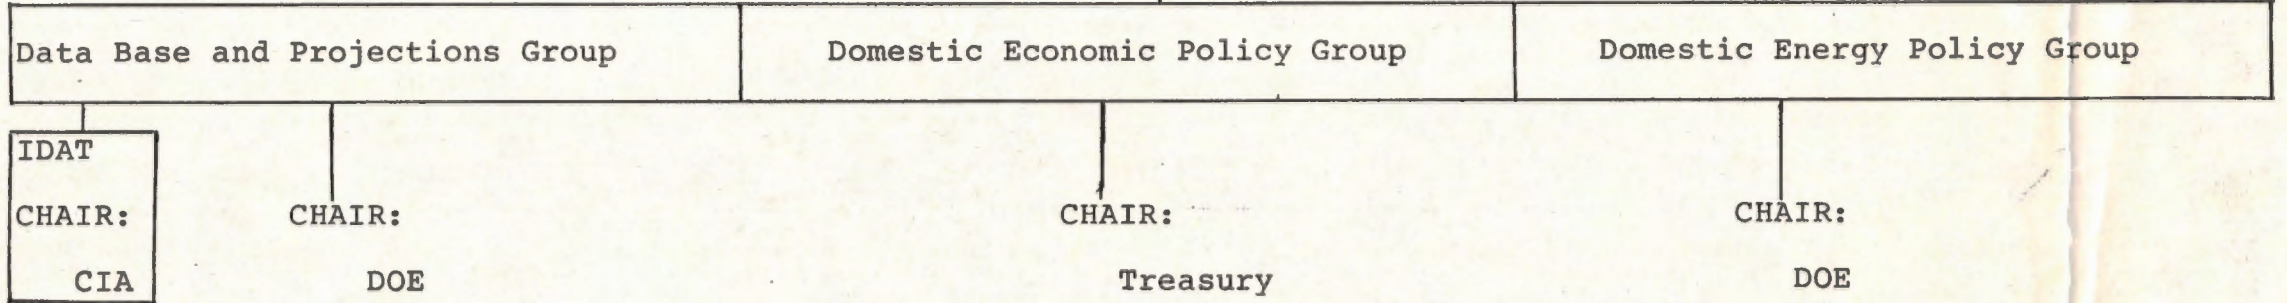 Data Base and Projections Group
Domestic Economic Policy Group
Domestic Energy Policy Group
IDAT
CHAIR:
CIA
CHAIR:
DOE
CHAIR:
Treasury
CHAIR:
DOE